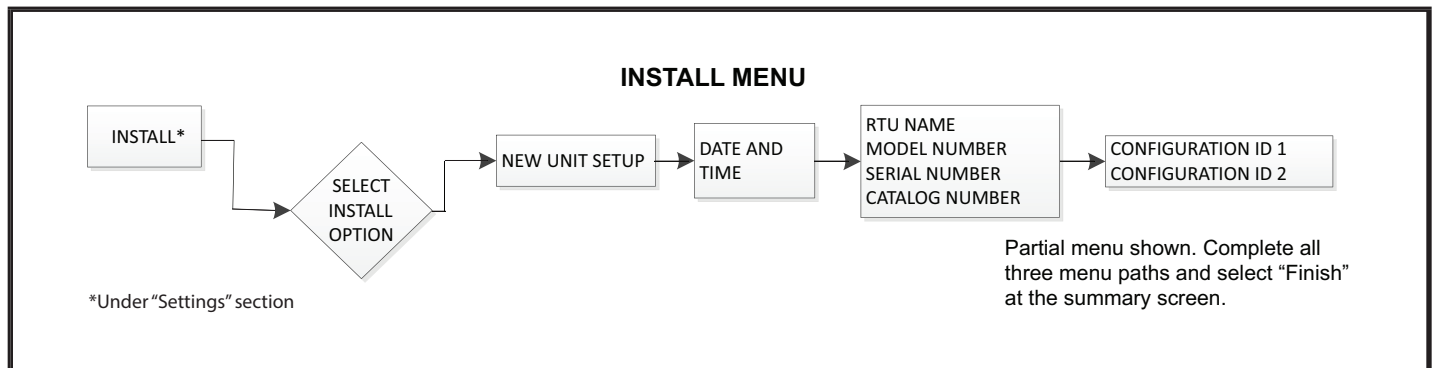 INSTALL MENU
INSTALL*
SELECT
INSTALL
OPTION
NEW UNIT SETUP
DATE AND
TIME
RTU NAME
MODEL NUMBER
SERIAL NUMBER
CATALOG NUMBER
CONFIGURATION ID 1
CONFIGURATION ID 2
Partial menu shown. Complete all
three menu paths and select “Finish”
at the summary screen.
*Under “Settings” section